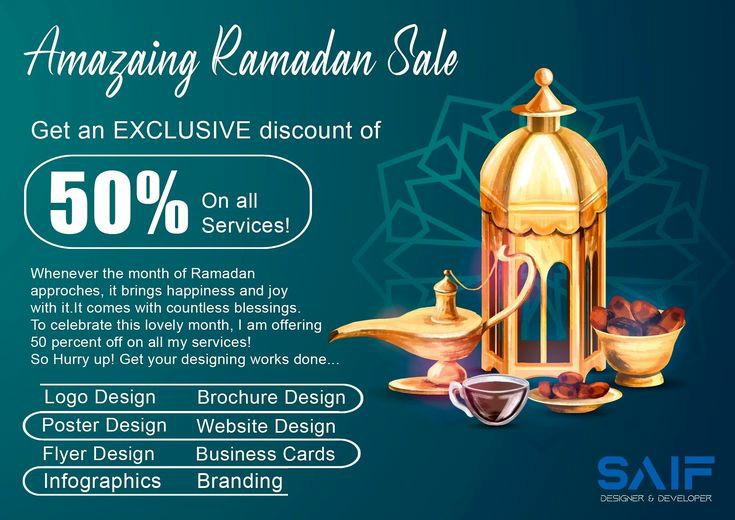 Amazaing Ramadan Sale
Get an EXCLUSIVE discount of
50% On all
Services!
Whenever the month of Ramadan
approches, it brings happiness and joy
with it.It comes with countless blessings.
To celebrate this lovely month, I am offering
50 percent off on all my services!
So Hurry up! Get your designing works done...
Logo Design Brochure Design
Poster Design Website Design
Flyer Design Business Cards
Infographics Branding
SAIF
DESIGNER & DEVELOPER